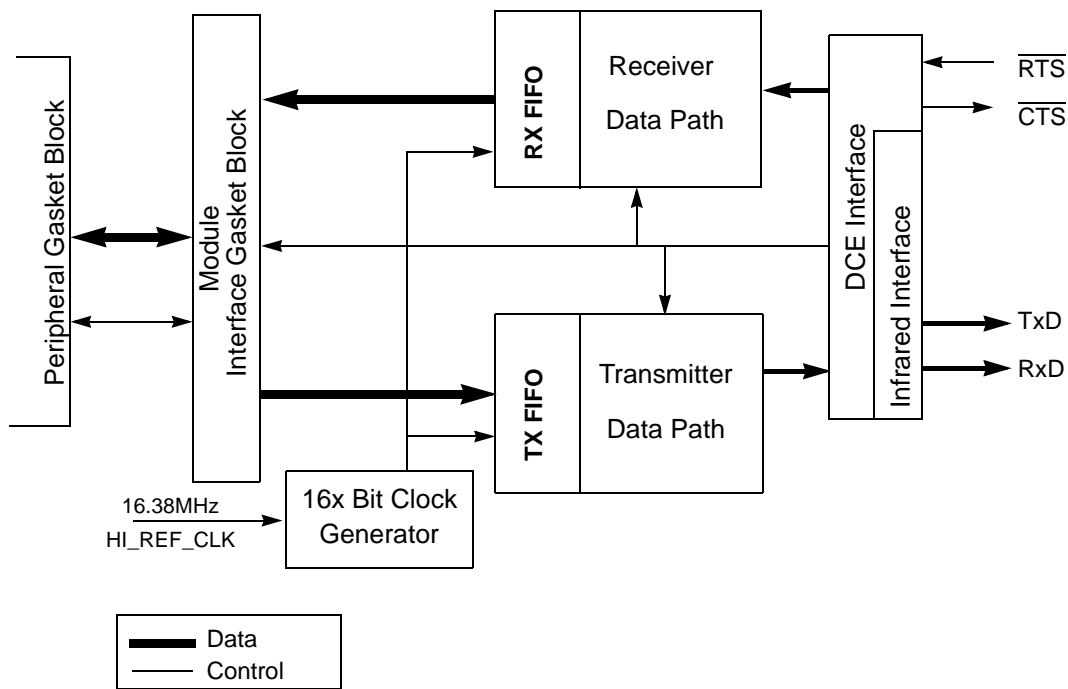 Peripheral Gasket Block
Module
Interface Gasket Block
RX FIFO
Receiver
Data Path
DCE Interface
Infrared Interface
RTS
CTS
TxD
RxD
TX FIFO
Transmitter
Data Path
16.38MHz
HI_REF_CLK
16x Bit Clock
Generator
Data
Control